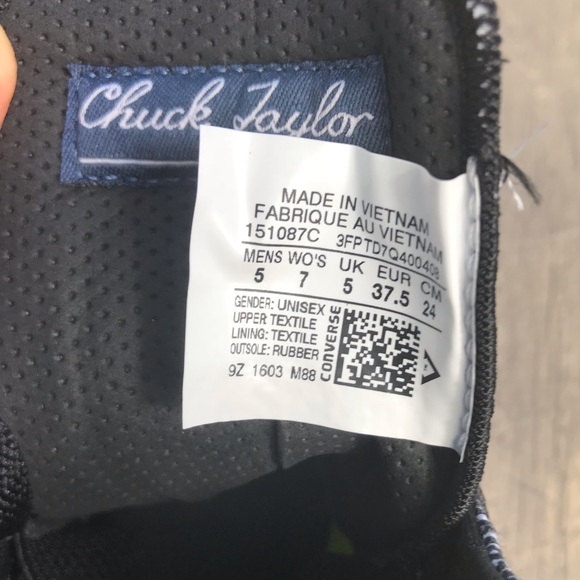 Chuck Taylor
MADE IN VIETNAM
FABRIQUE AU VIETNAM
151087C 3FPTD7Q400408
MENS WO'S UK EUR CM
5 7 5 37.5 24
GENDER: UNISEX
UPPER: TEXTILE
LINING: TEXTILE
OUTSOLE: RUBBER
9Z 1603 M88
CONVERSE